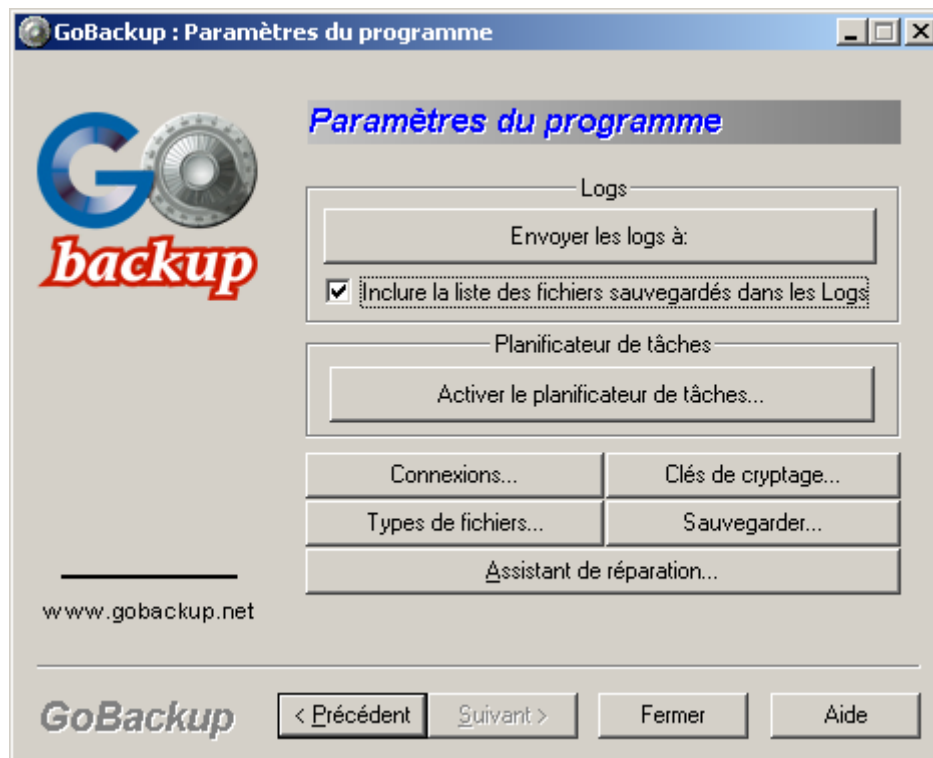 GoBackup : Paramètres du programme
GO
backup
Paramètres du programme
Logs
Envoyer les logs à:
Inclure la liste des fichiers sauvegardés dans les Logs
Planificateur de tâches
Activer le planificateur de tâches...
Connexions...
Clés de cryptage...
Types de fichiers...
Sauvegarder...
Assistant de réparation...
www.gobackup.net
GoBackup
< Précédent
Suivant >
Fermer
Aide